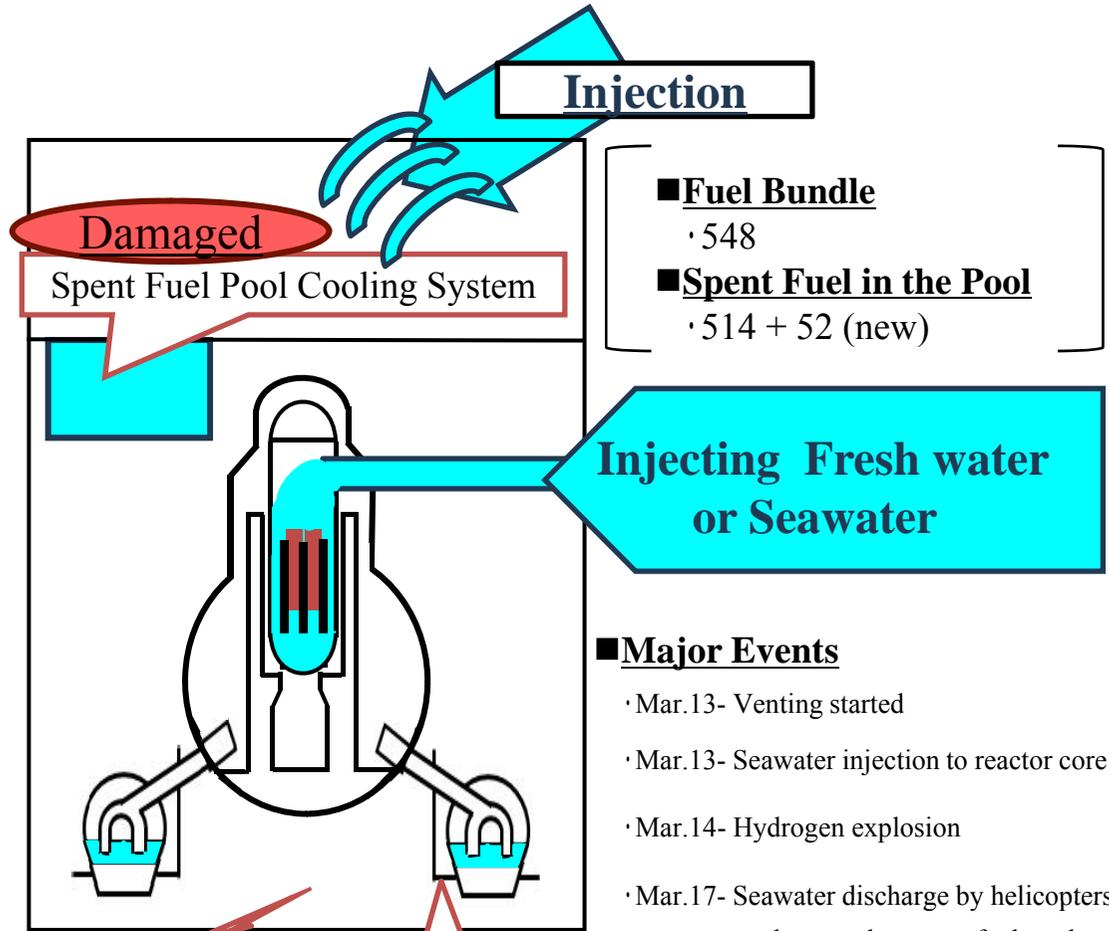 Injection
■Fuel Bundle
・548
■Spent Fuel in the Pool
・514 + 52 (new)
Damaged
Spent Fuel Pool Cooling System
Injecting Fresh water
or Seawater
■Major Events
・Mar.13- Venting started
・Mar.13- Seawater injection to reactor core
・Mar.14- Hydrogen explosion
・Mar.17- Seawater discharge by helicopters